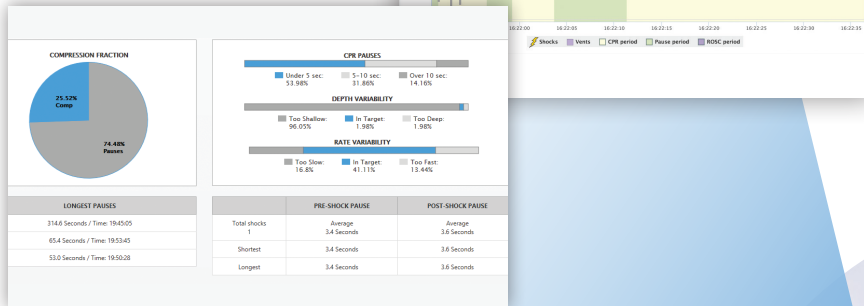 16:22:00 16:22:05 16:22:10 16:22:15 16:22:20 16:22:25 16:22:30 16:22:35
Shocks Vents CPR period Pause period ROSC period
COMPRESSION FRACTION
25.52%
Comp
74.48%
Pauses
CPR PAUSES
Under 5 sec: 5-10 sec: Over 10 sec:
53.98% 31.86% 14.16%
DEPTH VARIABILITY
Too Shallow: In Target: Too Deep:
96.05% 1.98% 1.98%
RATE VARIABILITY
Too Slow: In Target: Too Fast:
16.8% 41.11% 13.44%
LONGEST PAUSES
314.6 Seconds / Time: 19:45:05
65.4 Seconds / Time: 19:53:45
53.0 Seconds / Time: 19:50:28
PRE-SHOCK PAUSE POST-SHOCK PAUSE
Total shocks Average Average
1 3.4 Seconds 3.6 Seconds
Shortest 3.4 Seconds 3.6 Seconds
Longest 3.4 Seconds 3.6 Seconds